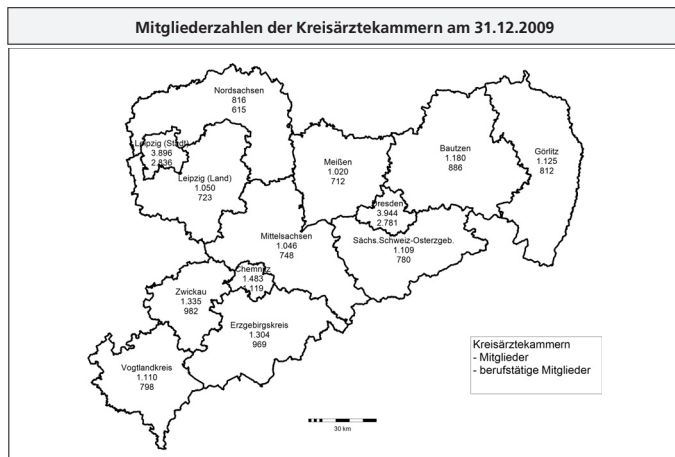 Mitgliederzahlen der Kreisärztekammern am 31.12.2009
Nordsachsen
816
615
Leipzig (Stadt)
3.896
2.836
Leipzig (Land)
1.050
723
Meißen
1.020
712
Bautzen
1.180
886
Görlitz
1.125
812
Dresden
3.944
2.781
Mittelsachsen
1.046
748
Sächs.Schweiz-Osterzgeb.
1.109
780
Chemnitz
1.483
1.119
Zwickau
1.335
982
Erzgebirgskreis
1.304
969
Vogtlandkreis
1.110
798
Kreisärztekammern
- Mitglieder
- berufstätige Mitglieder
30 km